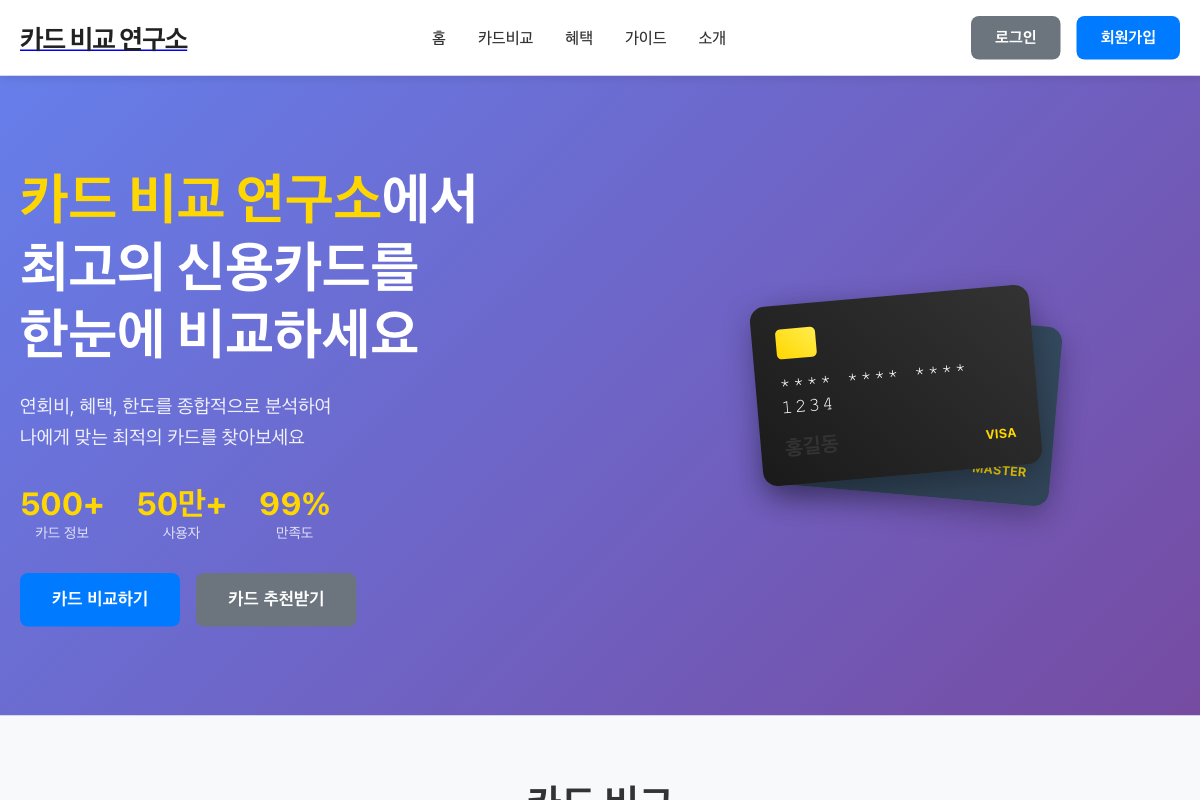 카드 비교 연구소
홈
카드비교
혜택
가이드
소개
로그인
회원가입
카드 비교 연구소에서
최고의 신용카드를
한눈에 비교하세요
연회비, 혜택, 한도를 종합적으로 분석하여
나에게 맞는 최적의 카드를 찾아보세요
500+
카드 정보
50만+
사용자
99%
만족도
카드 비교하기
카드 추천받기
**** **** ****
1234
홍길동
VISA
MASTER
카드 비교